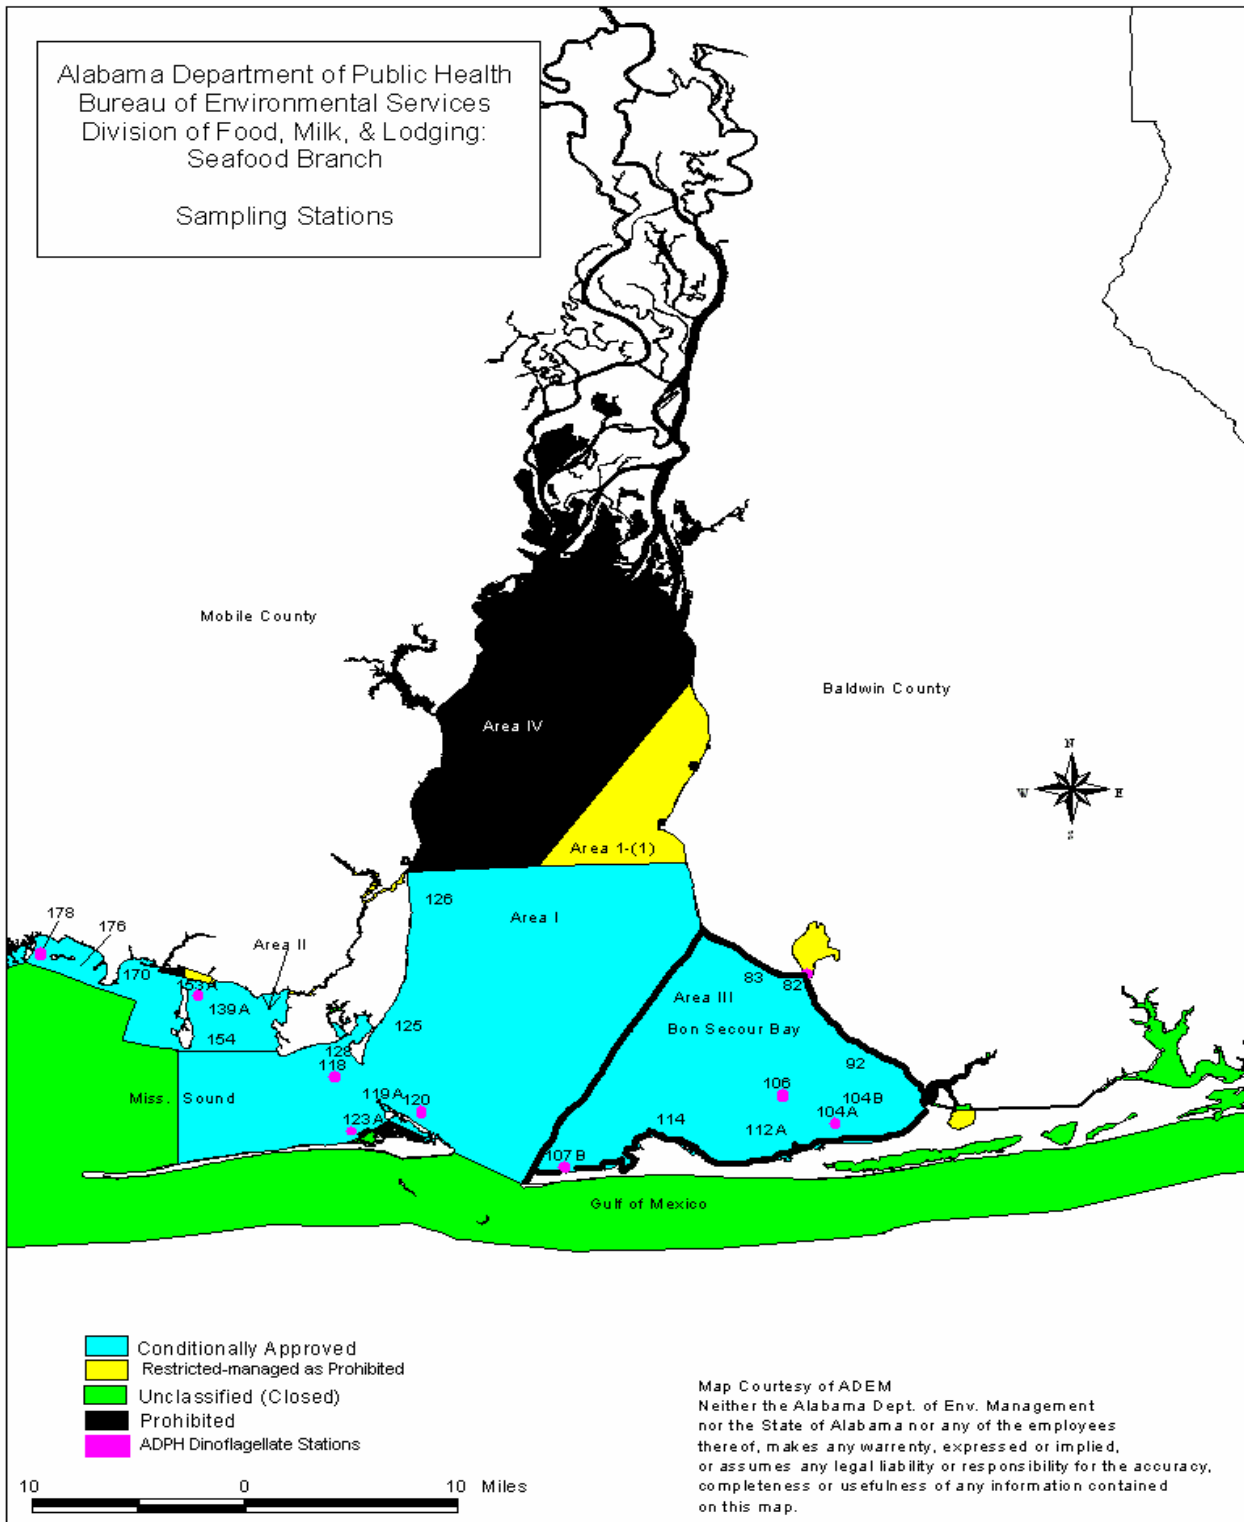 Alabama Department of Public Health
Bureau of Environmental Services
Division of Food, Milk, & Lodging:
Seafood Branch
Sampling Stations
Mobile County
Baldwin County
Area IV
N
W E
S
Area 1-(1)
126
Area I
178
176
Area II
170
153A
139A
154
83
82
Area III
Bon Secour Bay
125
128
118
92
106
Miss. Sound
119A
120
104B
104A
123A
114
112A
107B
Gulf of Mexico
Conditionally Approved
Restricted-managed as Prohibited
Unclassified (Closed)
Prohibited
ADPH Dinoflagellate Stations
10 0 10 Miles
Map Courtesy of ADEM
Neither the Alabama Dept. of Env. Management
nor the State of Alabama nor any of the employees
thereof, makes any warrenty, expressed or implied,
or assumes any legal liability or responsibility for the accuracy,
completeness or usefulness of any information contained
on this map.